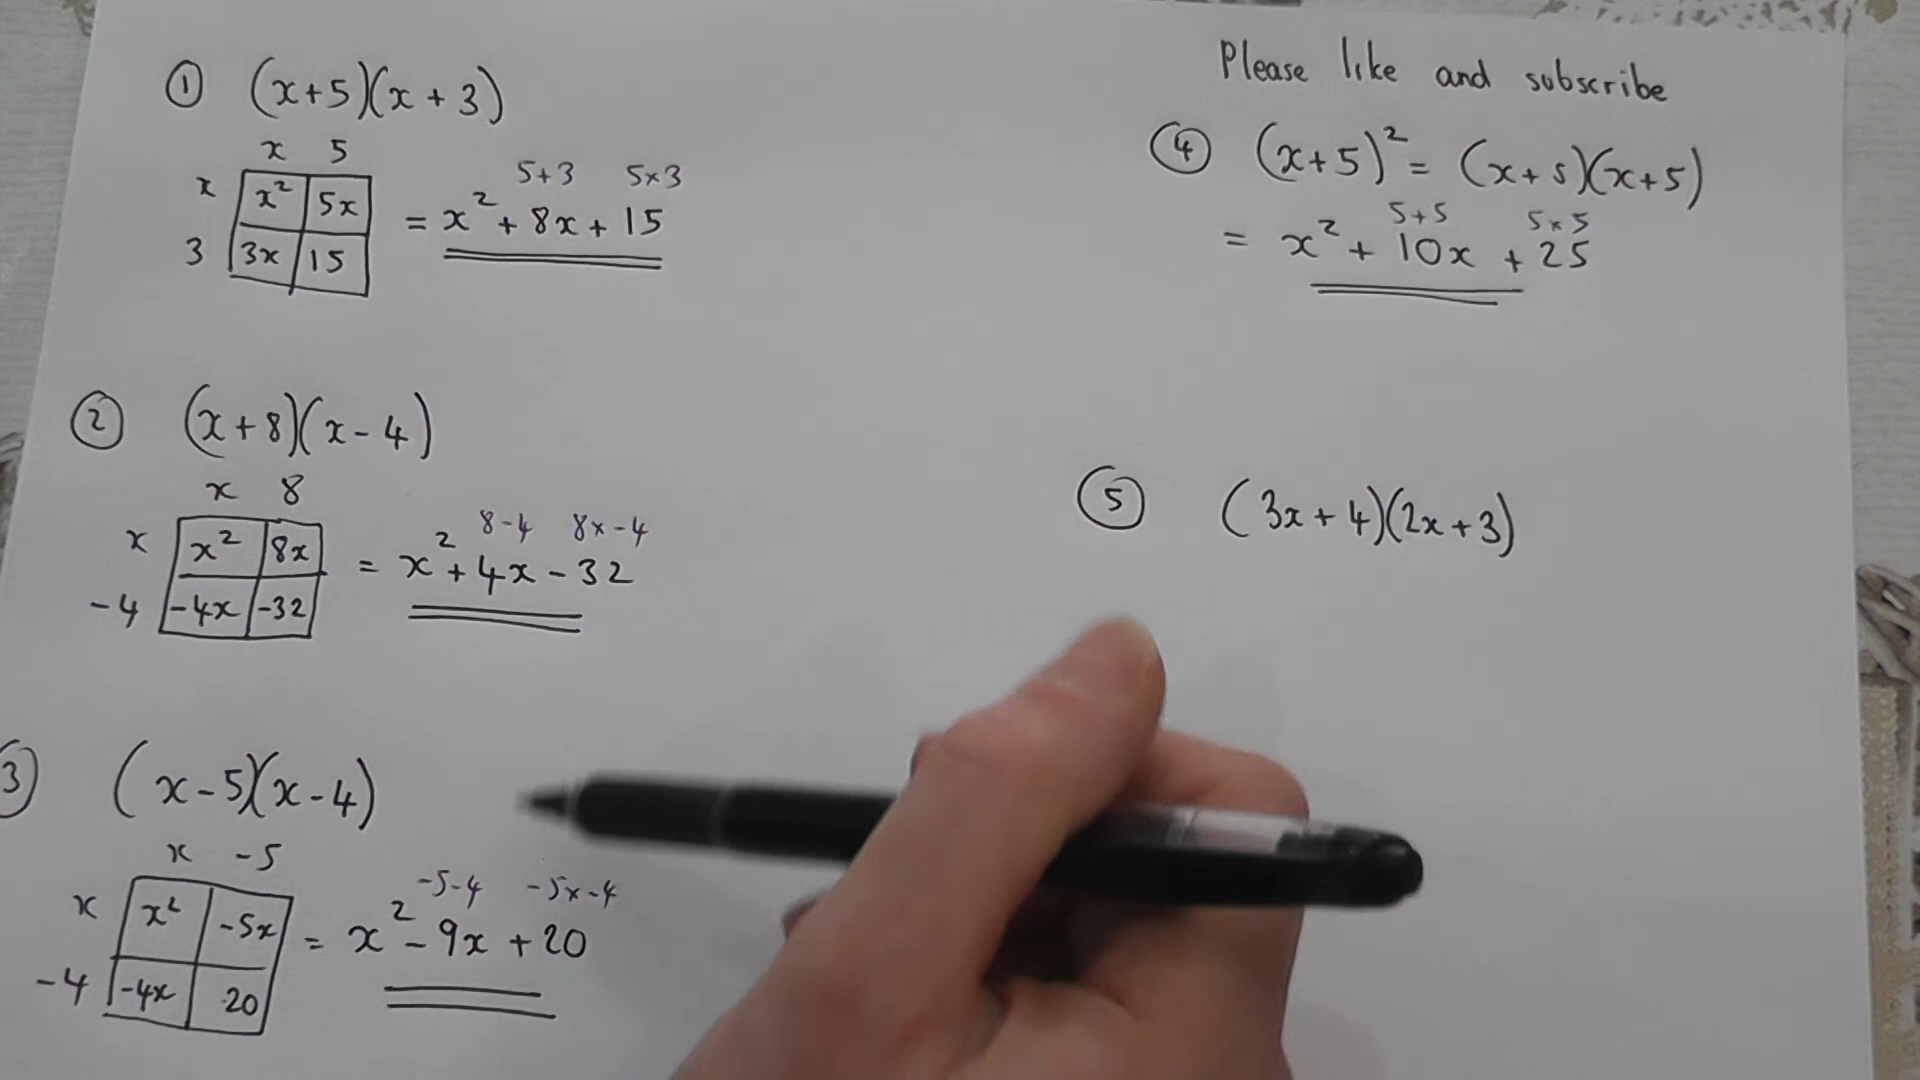 ① (x+5)(x+3)
x 5
x x² 5x
3 3x 15
5+3 5×3
= x²+8x+15
② (x+8)(x-4)
x 8
x x² 8x
-4 -4x -32
8-4 8x-4
= x²+4x-32
3 (x-5)(x-4)
x -5
x x² -5x
-4 -4x 20
-5-4 -5x-4
= x²-9x+20
Please like and subscribe
④ (x+5)²= (x+5)(x+5)
5+5 5×5
= x²+10x+25
⑤ (3x+4)(2x+3)